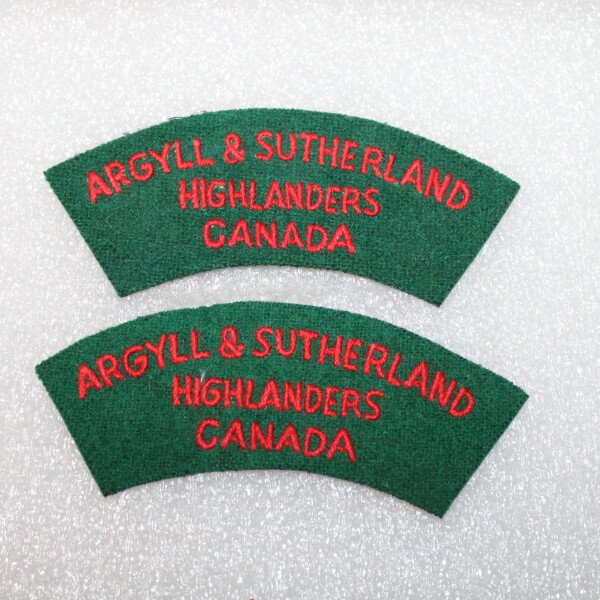 ARGYLL & SUTHERLAND
HIGHLANDERS
CANADA
ARGYLL & SUTHERLAND
HIGHLANDERS
CANADA